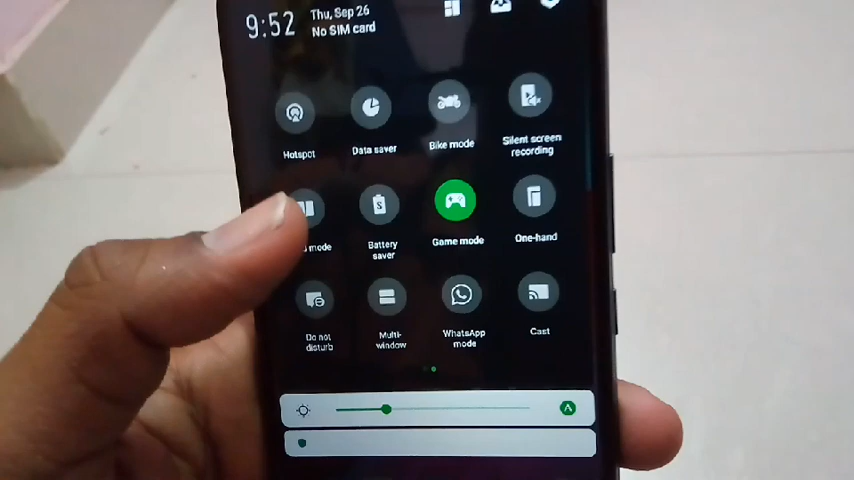 9:52
Thu, Sep 26
No SIM card
Hotspot
Data saver
Bike mode
Silent screen
recording
mode
Battery
saver
Game mode
One-hand
Do not
disturb
Multi-
window
WhatsApp
mode
Cast